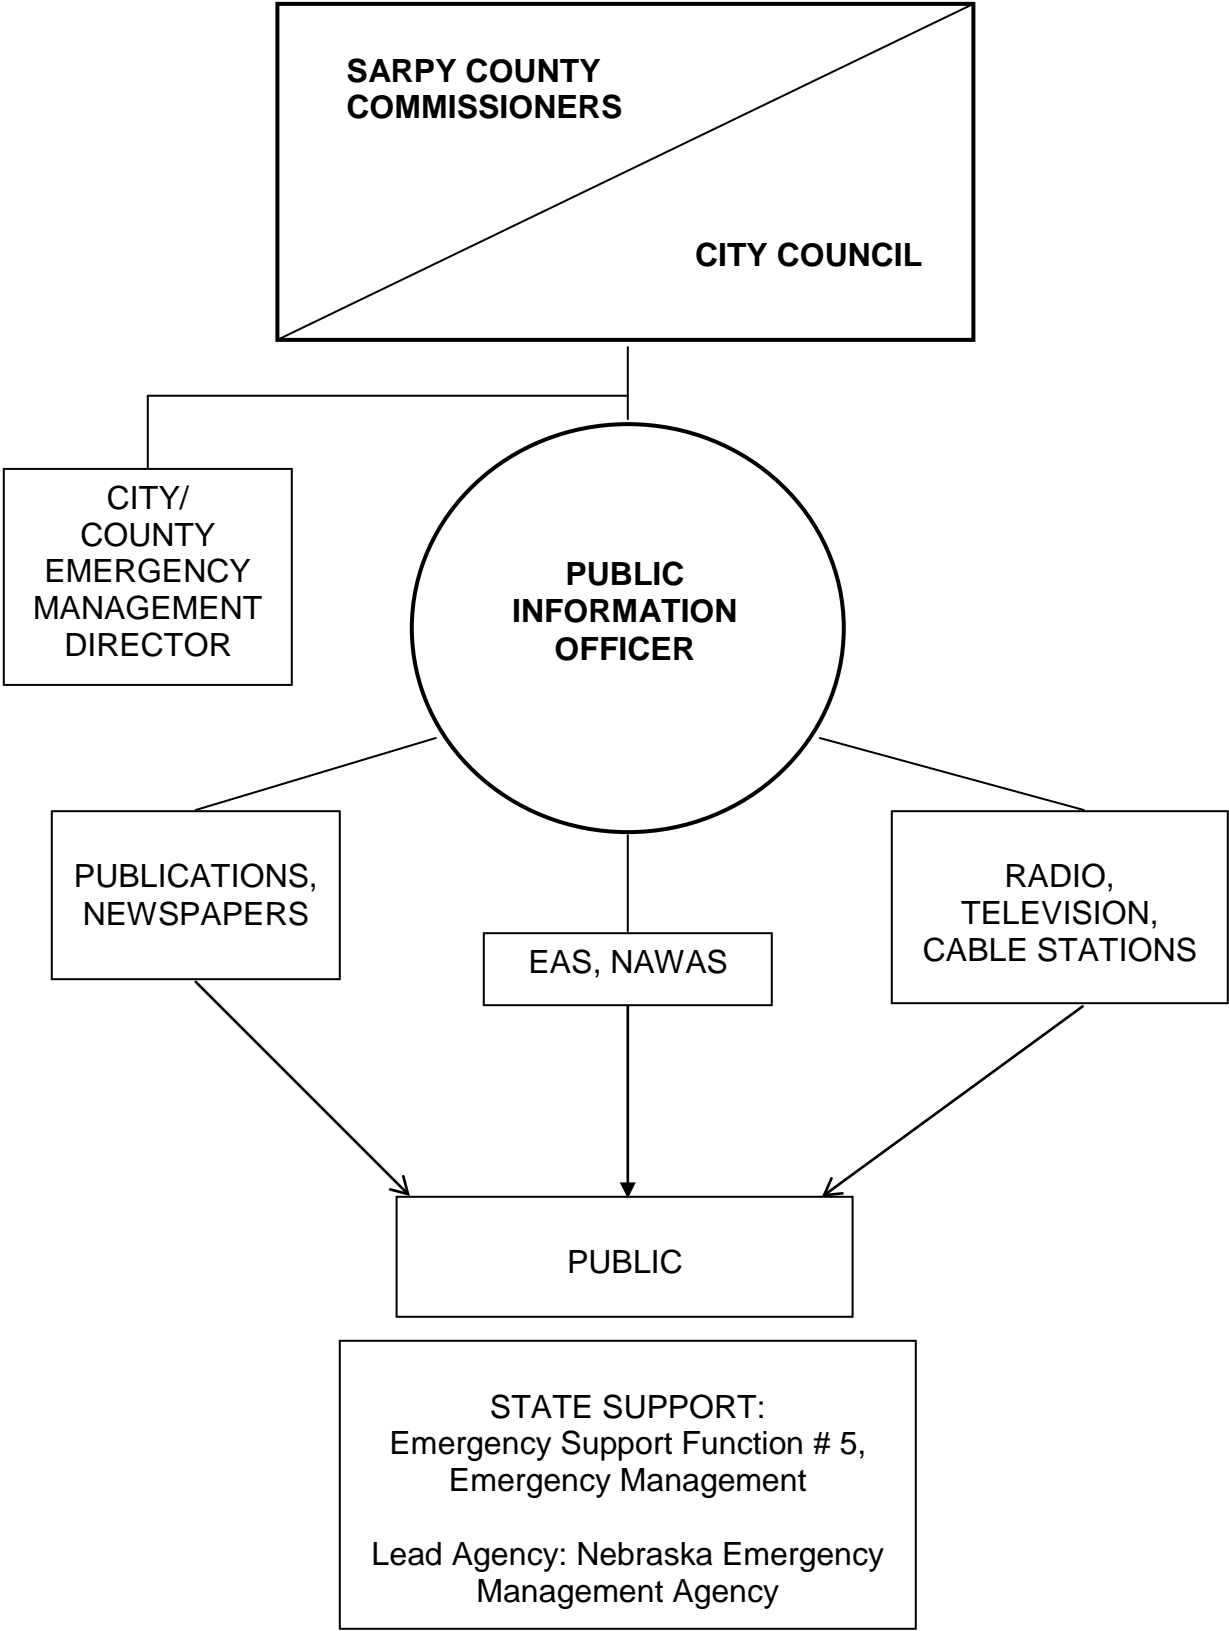 SARPY COUNTY
COMMISSIONERS
CITY COUNCIL
CITY/
COUNTY
EMERGENCY
MANAGEMENT
DIRECTOR
PUBLIC
INFORMATION
OFFICER
PUBLICATIONS,
NEWSPAPERS
EAS, NAWAS
RADIO,
TELEVISION,
CABLE STATIONS
PUBLIC
STATE SUPPORT:
Emergency Support Function # 5,
Emergency Management
Lead Agency: Nebraska Emergency
Management Agency